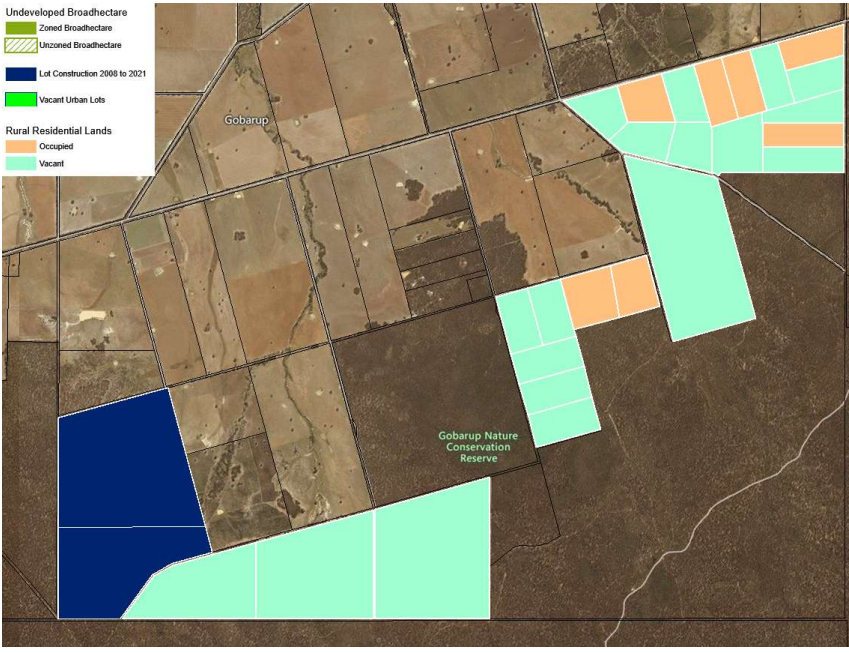 Undeveloped Broadhectare
Zoned Broadhectare
Unzoned Broadhectare
Lot Construction 2008 to 2021
Vacant Urban Lots
Rural Residential Lands
Occupied
Vacant
Gobarup
Gobarup Nature
Conservation
Reserve